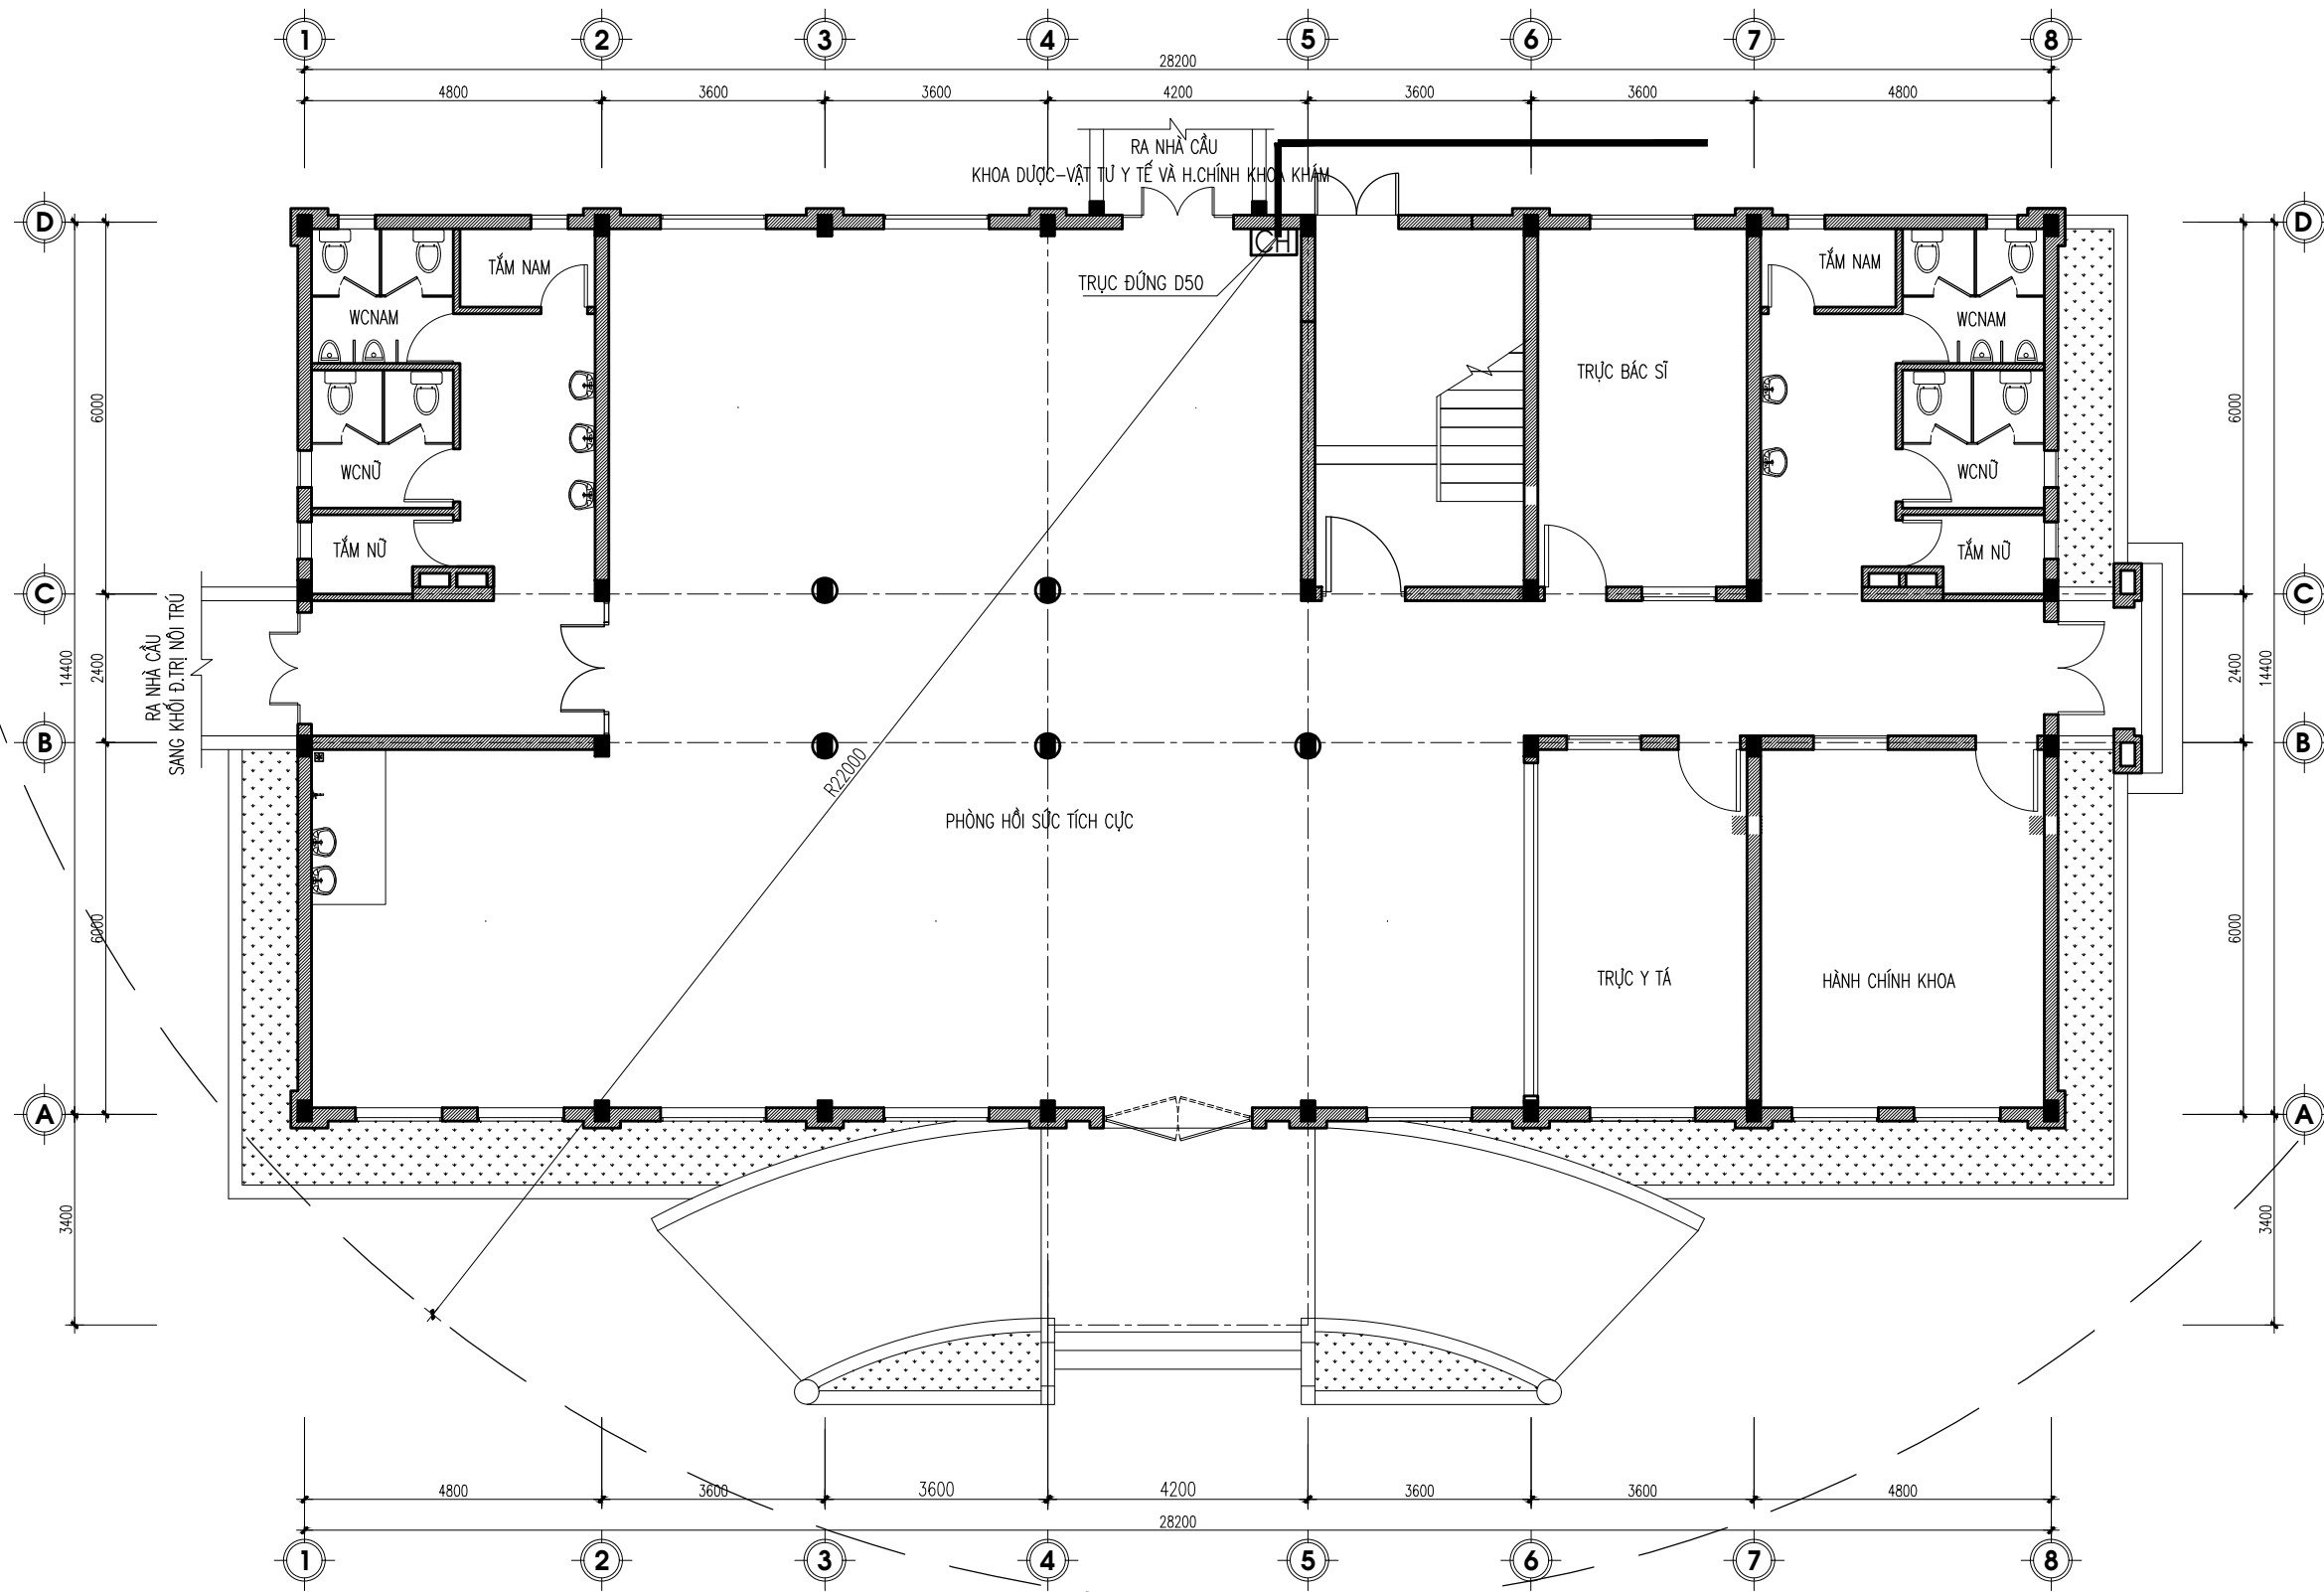 1 2 3 4 5 6 7 8
28200
4800 3600 3600 4200 3600 3600 4800
RA NHÀ CẦU
KHOA DƯỢC-VẬT TƯ Y TẾ VÀ H.CHÍNH KHOA KHÁM
D D
CH
TRỤC ĐỨNG D50
TẮM NAM
TẮM NAM
WCNAM
WCNAM
TRỰC BÁC SĨ
6000 6000
WCNỮ
WCNỮ
TẮM NỮ
TẮM NỮ
C C
RA NHÀ CẦU
SANG KHỐI Đ.TRỊ NỘI TRÚ
14400 2400 2400 14400
B B
R22000
PHÒNG HỒI SỨC TÍCH CỰC
6000 6000
TRỰC Y TÁ
HÀNH CHÍNH KHOA
A A
3400 3400
4800 3600 3600 4200 3600 3600 4800
28200
1 2 3 4 5 6 7 8